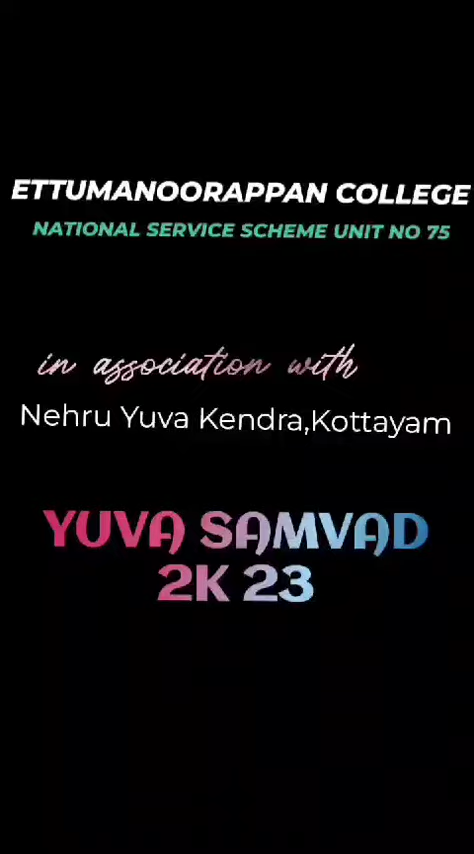 ETTUMANOORAPPAN COLLEGE
NATIONAL SERVICE SCHEME UNIT NO 75
in association with
Nehru Yuva Kendra,Kottayam
YUVA SAMVAD
2K 23